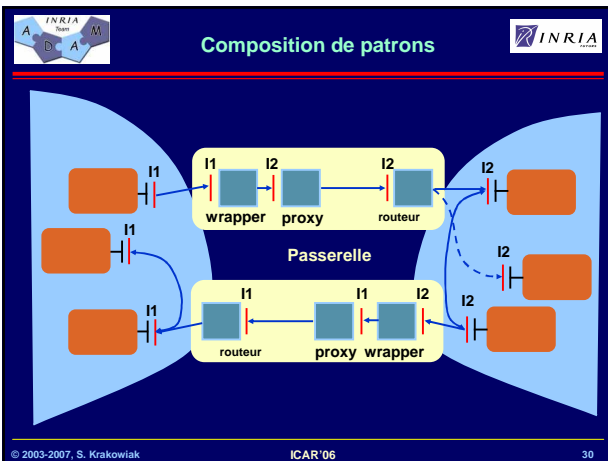 INRIA
Team
A D A M
Composition de patrons
INRIA
FUTURS
I1 I1 I2 I2 I2
wrapper proxy routeur
I1
Passerelle
I2
I1 I1 I1 I2 I2
routeur proxy wrapper
© 2003-2007, S. Krakowiak ICAR'06 30